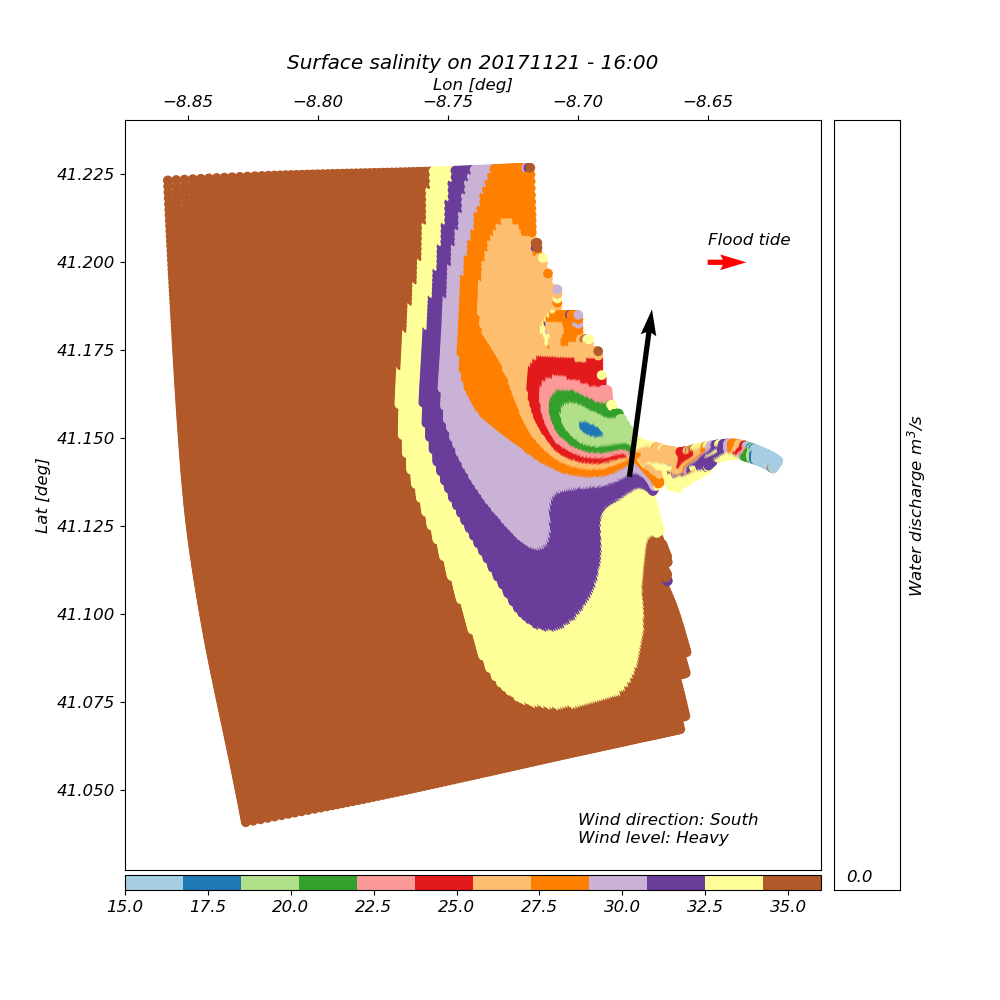 Surface salinity on 20171121 - 16:00
Lon [deg]
−8.85 −8.80 −8.75 −8.70 −8.65
41.225
41.200
41.175
41.150
41.125
41.100
41.075
41.050
Lat [deg]
Flood tide
Wind direction: South
Wind level: Heavy
15.0 17.5 20.0 22.5 25.0 27.5 30.0 32.5 35.0
Water discharge m³/s
0.0